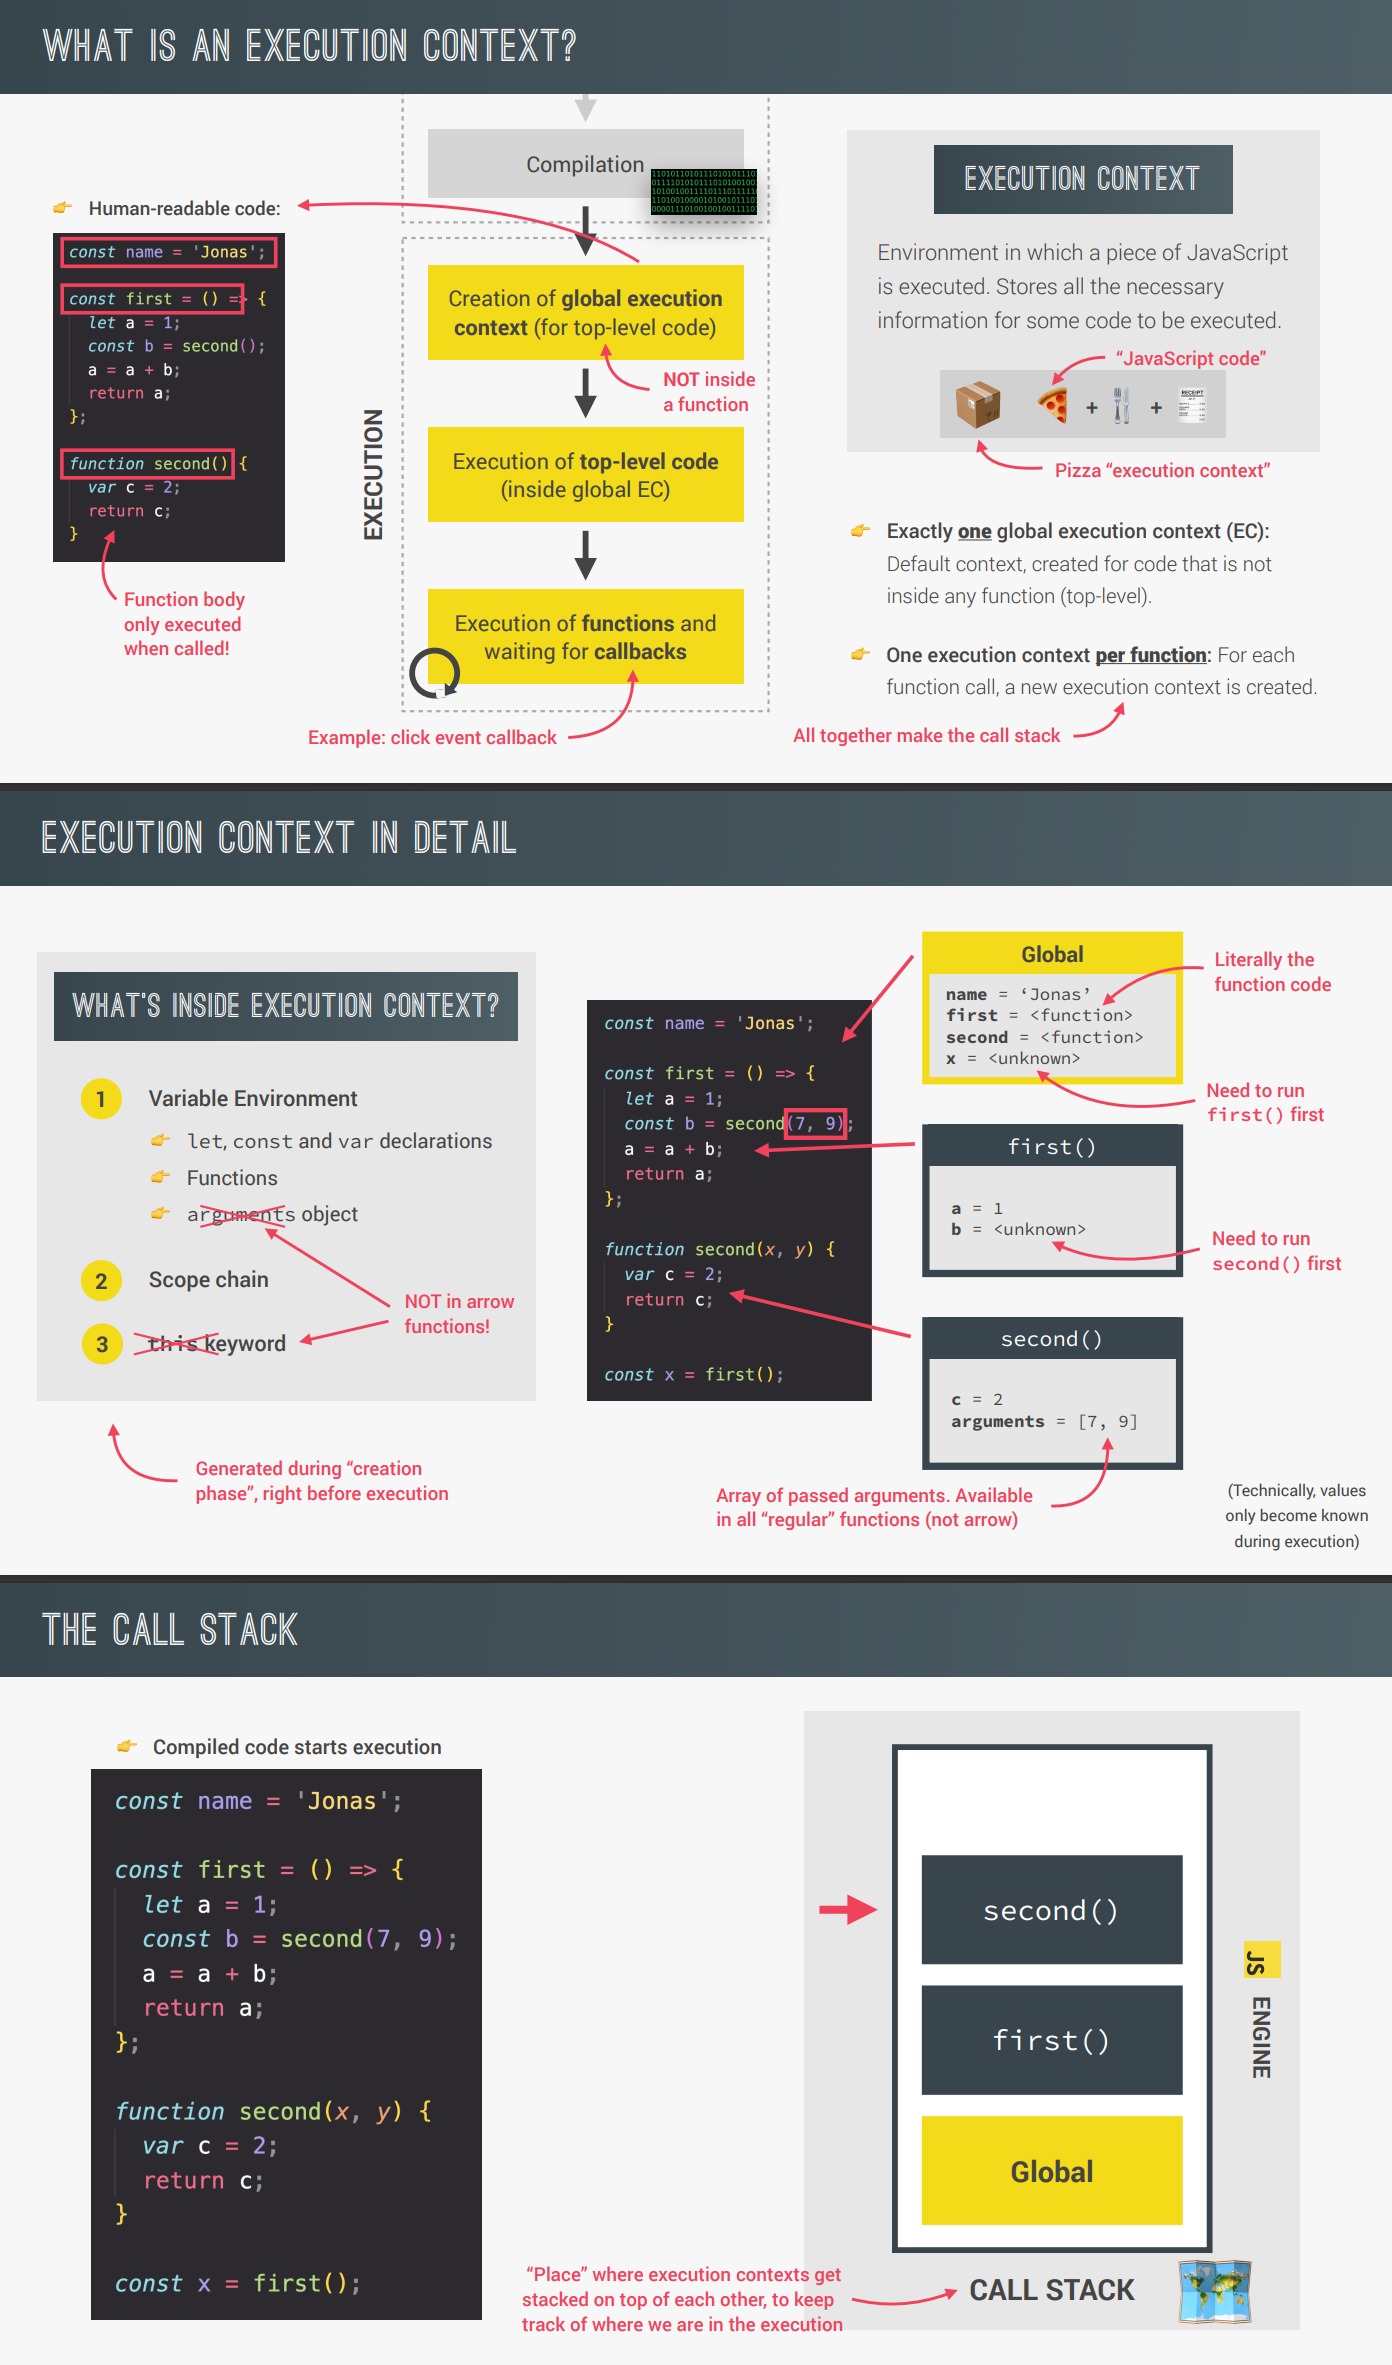 WHAT IS AN EXECUTION CONTEXT?
Compilation
👉 Human-readable code:
const name = 'Jonas';
const first = () => {
let a = 1;
const b = second();
a = a + b;
return a;
};
function second() {
var c = 2;
return c;
}
Function body
only executed
when called!
EXECUTION
Creation of global execution
context (for top-level code)
NOT inside
a function
Execution of top-level code
(inside global EC)
Execution of functions and
waiting for callbacks
Example: click event callback
EXECUTION CONTEXT
Environment in which a piece of JavaScript
is executed. Stores all the necessary
information for some code to be executed.
“JavaScript code"
+ +
RECEIPT
Pizza “execution context”
👉 Exactly one global execution context (EC):
Default context, created for code that is not
inside any function (top-level).
👉 One execution context per function: For each
function call, a new execution context is created.
All together make the call stack
EXECUTION CONTEXT IN DETAIL
WHAT'S INSIDE EXECUTION CONTEXT?
1 Variable Environment
👉 let, const and var declarations
👉 Functions
👉 arguments object
2 Scope chain
3 this keyword
NOT in arrow
functions!
Generated during “creation
phase”, right before execution
const name = 'Jonas';
const first = () => {
let a = 1;
const b = second(7, 9);
a = a + b;
return a;
};
function second(x, y) {
var c = 2;
return c;
}
const x = first();
Global
name = ‘Jonas’
first = <function>
second = <function>
x = <unknown>
Literally the
function code
Need to run
first() first
first()
a = 1
b = <unknown>
Need to run
second() first
second()
c = 2
arguments = [7, 9]
Array of passed arguments. Available
in all “regular” functions (not arrow)
(Technically, values
only become known
during execution)
THE CALL STACK
👉 Compiled code starts execution
const name = 'Jonas';
const first = () => {
let a = 1;
const b = second(7, 9);
a = a + b;
return a;
};
function second(x, y) {
var c = 2;
return c;
}
const x = first();
second()
first()
Global
JS ENGINE
CALL STACK
“Place” where execution contexts get
stacked on top of each other, to keep
track of where we are in the execution